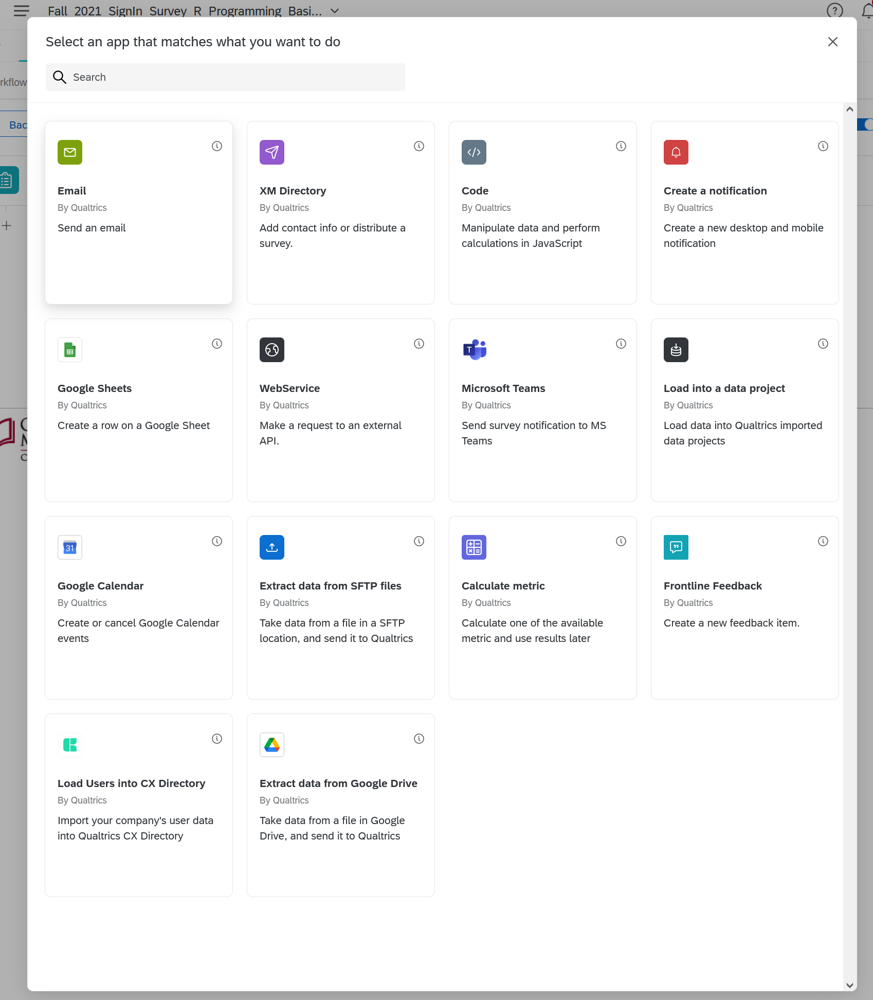 Fall 2021 SignIn Survey R Programming Basi...
Select an app that matches what you want to do
Search
rkflow
Bac
Email
By Qualtrics
Send an email
XM Directory
By Qualtrics
Add contact info or distribute a
survey.
Code
By Qualtrics
Manipulate data and perform
calculations in JavaScript
Create a notification
By Qualtrics
Create a new desktop and mobile
notification
Google Sheets
By Qualtrics
Create a row on a Google Sheet
WebService
By Qualtrics
Make a request to an external
API.
T
Microsoft Teams
By Qualtrics
Send survey notification to MS
Teams
Load into a data project
By Qualtrics
Load data into Qualtrics imported
data projects
31
Google Calendar
By Qualtrics
Create or cancel Google Calendar
events
Extract data from SFTP files
By Qualtrics
Take data from a file in a SFTP
location, and send it to Qualtrics
Calculate metric
By Qualtrics
Calculate one of the available
metric and use results later
Frontline Feedback
By Qualtrics
Create a new feedback item.
Load Users into CX Directory
By Qualtrics
Import your company's user data
into Qualtrics CX Directory
Extract data from Google Drive
By Qualtrics
Take data from a file in Google
Drive, and send it to Qualtrics